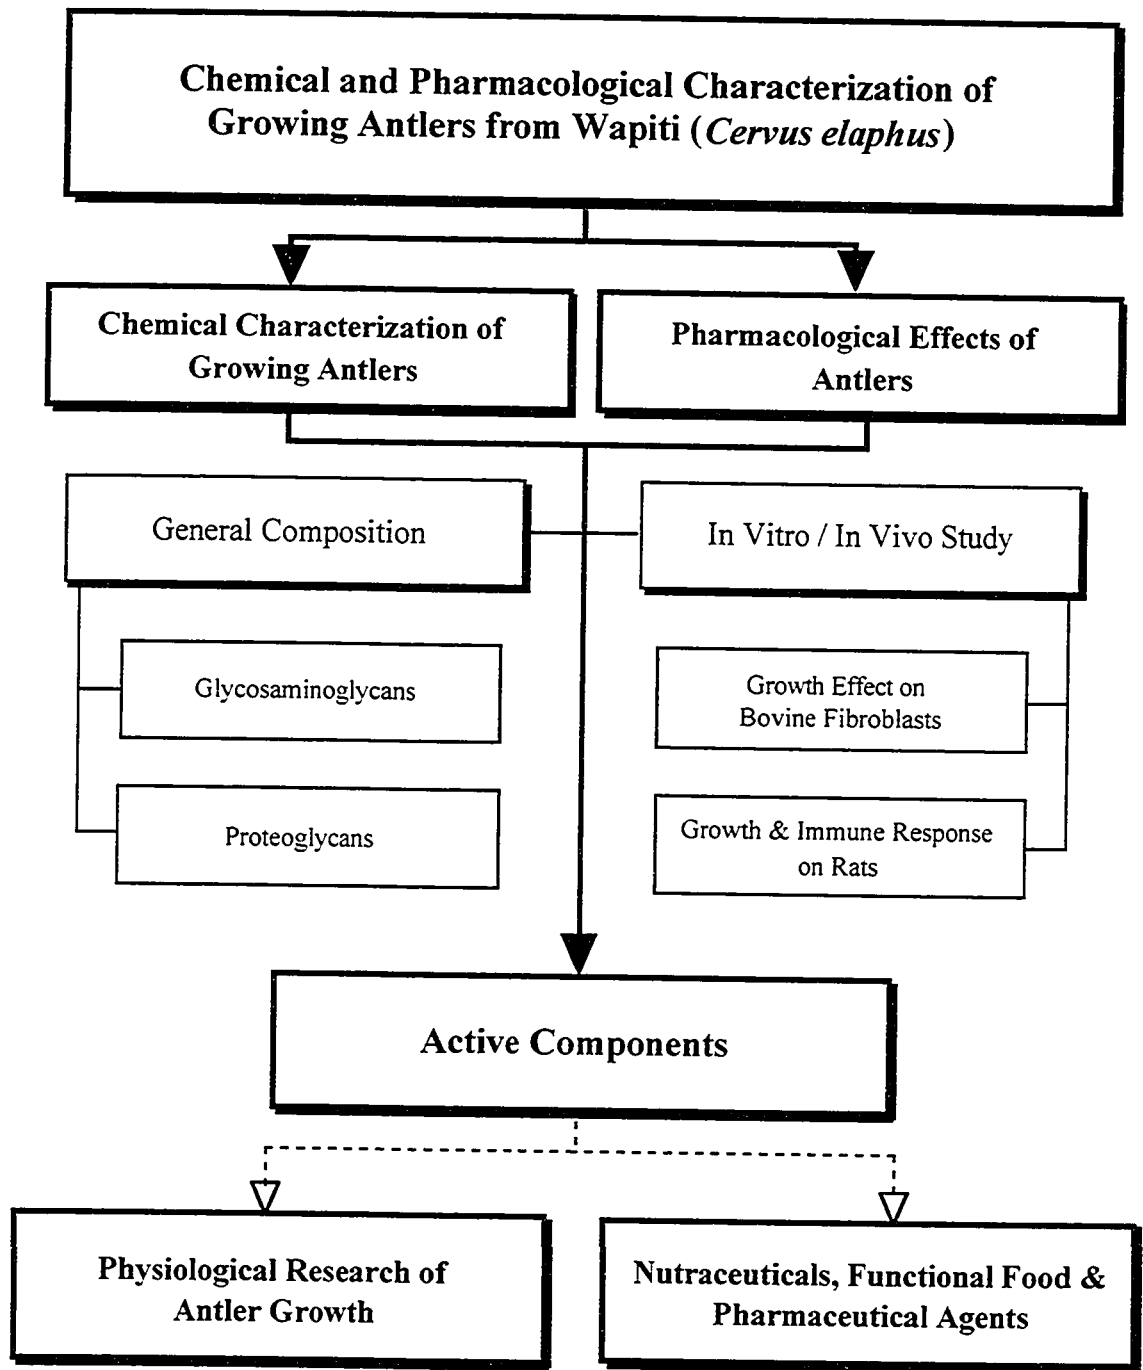 Chemical and Pharmacological Characterization of
Growing Antlers from Wapiti (Cervus elaphus)
Chemical Characterization of
Growing Antlers
Pharmacological Effects of
Antlers
General Composition
In Vitro / In Vivo Study
Glycosaminoglycans
Growth Effect on
Bovine Fibroblasts
Proteoglycans
Growth & Immune Response
on Rats
Active Components
Physiological Research of
Antler Growth
Nutraceuticals, Functional Food &
Pharmaceutical Agents